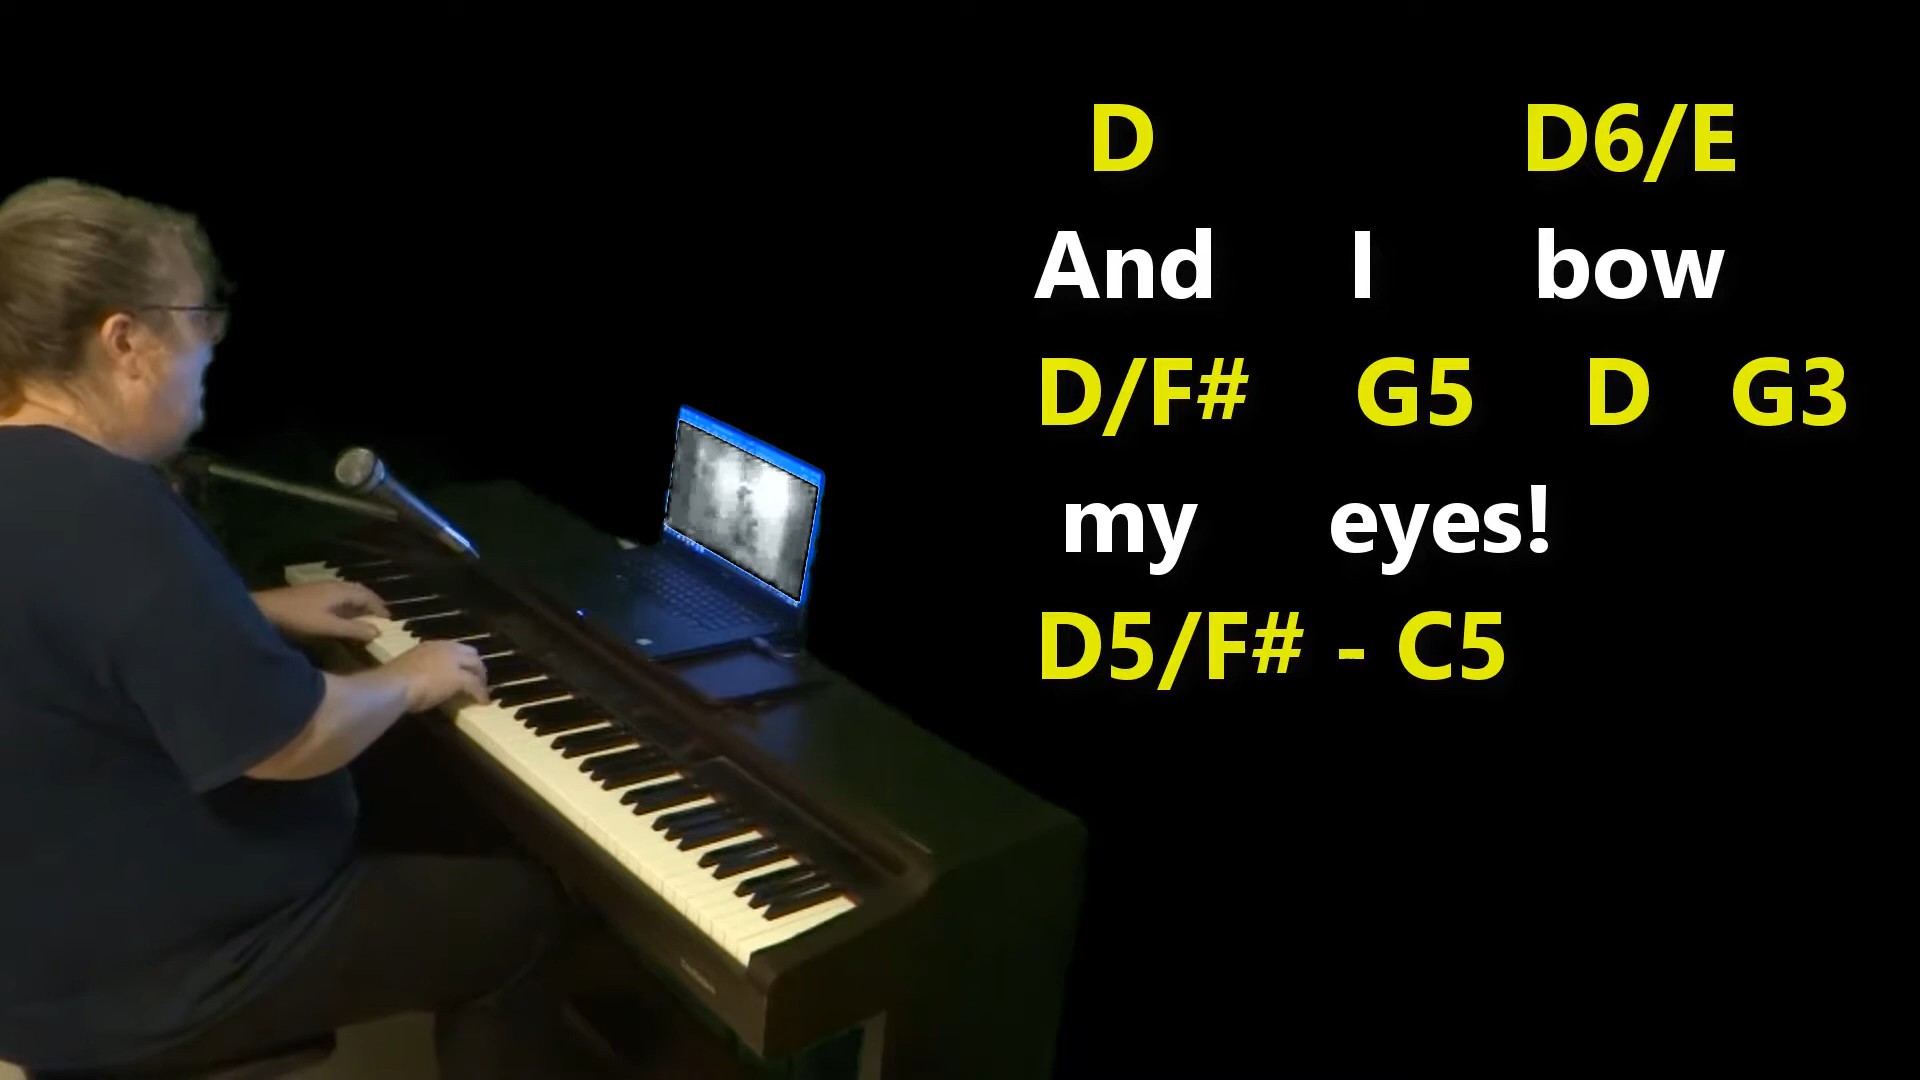 D D6/E
And I bow
D/F# G5 D G3
my eyes!
D5/F# - C5